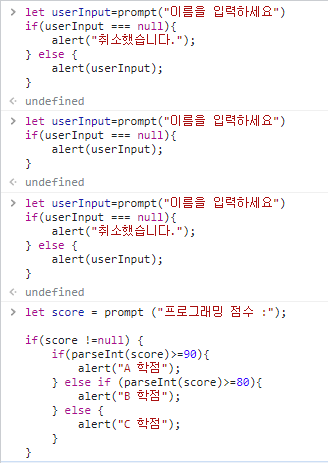 > let userInput=prompt("이름을 입력하세요")
if(userInput === null){
    alert("취소했습니다.");
} else {
    alert(userInput);
}
< undefined
> let userInput=prompt("이름을 입력하세요")
if(userInput === null){
    alert(userInput);
}
< undefined
> let userInput=prompt("이름을 입력하세요")
if(userInput === null){
    alert("취소했습니다.");
} else {
    alert(userInput);
}
< undefined
> let score = prompt ("프로그래밍 점수 :");
if(score !=null) {
    if(parseInt(score)>=90){
        alert("A 학점");
    } else if (parseInt(score)>=80){
        alert("B 학점");
    } else {
        alert("C 학점");
    }
}